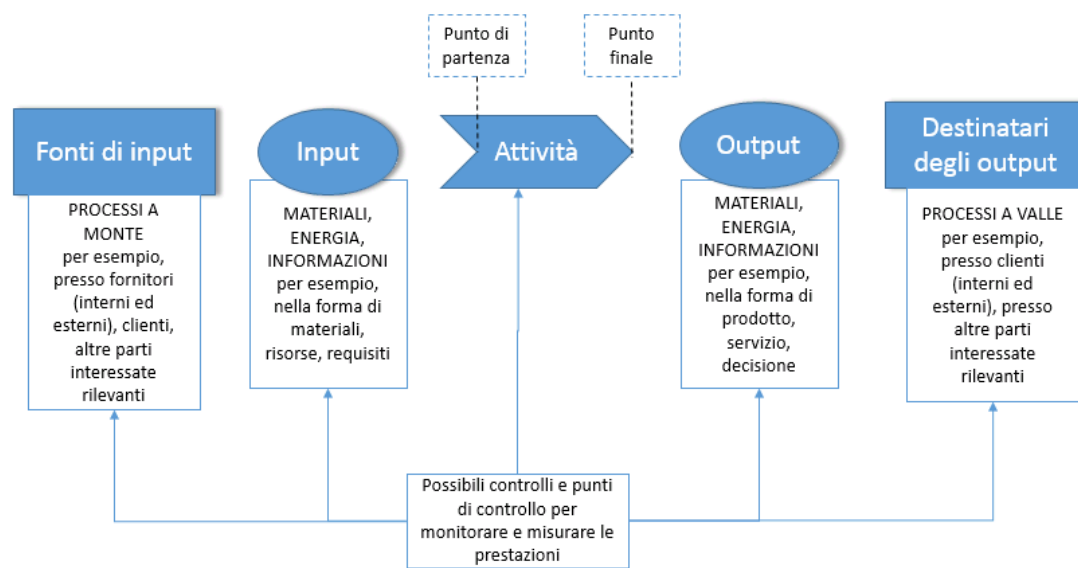 Punto di
partenza
Punto
finale
Fonti di input
PROCESSI A
MONTE
per esempio,
presso fornitori
(interni ed
esterni), clienti,
altre parti
interessate
rilevanti
Input
MATERIALI,
ENERGIA,
INFORMAZIONI
per esempio,
nella forma di
materiali,
risorse, requisiti
Attività
Output
MATERIALI,
ENERGIA,
INFORMAZIONI
per esempio,
nella forma di
prodotto,
servizio,
decisione
Destinatari
degli output
PROCESSI A VALLE
per esempio,
presso clienti
(interni ed
esterni), presso
altre parti
interessate
rilevanti
Possibili controlli e punti
di controllo per
monitorare e misurare le
prestazioni